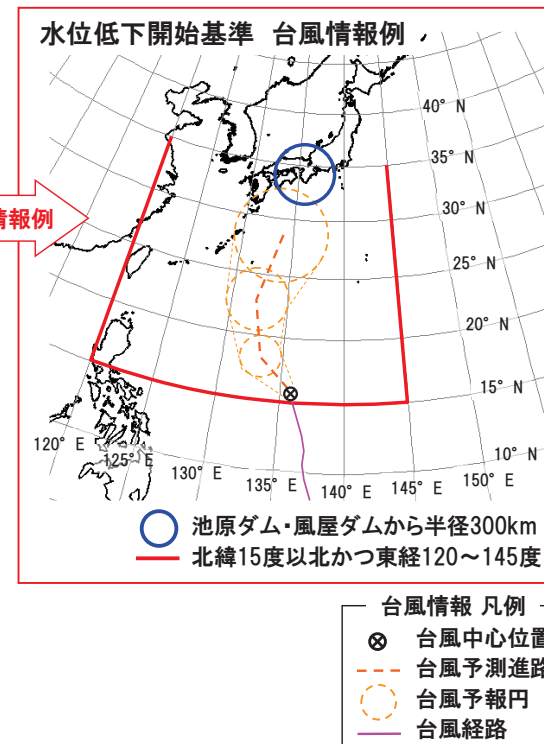 水位低下開始基準 台風情報例
情報例
40° N
35° N
30° N
25° N
20° N
15° N
10° N
120° E
125° E
130° E
135° E
140° E
145° E
150° E
池原ダム・風屋ダムから半径300km
北緯15度以北かつ東経120～145度
台風情報 凡例
台風中心位置
台風予測進路
台風予報円
台風経路